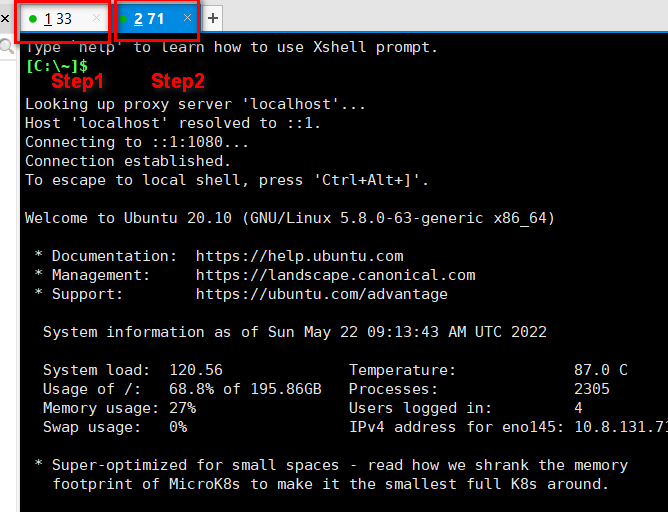 1 33 × 2 71 × +
Type 'help' to learn how to use Xshell prompt.
[C:\~]$
Step1 Step2
Looking up proxy server 'localhost'...
Host 'localhost' resolved to ::1.
Connecting to ::1:1080...
Connection established.
To escape to local shell, press 'Ctrl+Alt+]'.
Welcome to Ubuntu 20.10 (GNU/Linux 5.8.0-63-generic x86_64)
* Documentation: https://help.ubuntu.com
* Management: https://landscape.canonical.com
* Support: https://ubuntu.com/advantage
System information as of Sun May 22 09:13:43 AM UTC 2022
System load: 120.56 Temperature: 87.0 C
Usage of /: 68.8% of 195.86GB Processes: 2305
Memory usage: 27% Users logged in: 4
Swap usage: 0% IPv4 address for eno145: 10.8.131.71
* Super-optimized for small spaces - read how we shrank the memory
footprint of MicroK8s to make it the smallest full K8s around.